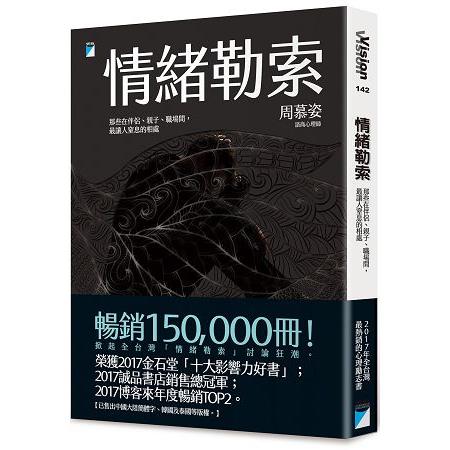 情緒勒索
那些在伴侶、親子、職場間，
最讓人窒息的相處
周慕姿
諮商心理師
暢銷150,000冊！
掀起全台灣「情緒勒索」討論狂潮。
榮獲2017金石堂「十大影響力好書」；
2017誠品書店銷售總冠軍；
2017博客來年度暢銷TOP2。
【已售出中國大陸簡體字、韓國及泰國等版權。】
Vision
142
情緒勒索
那些在伴侶、親子、職場間，
最讓人窒息的相處
2017年全台灣
最熱銷的心理勵志書